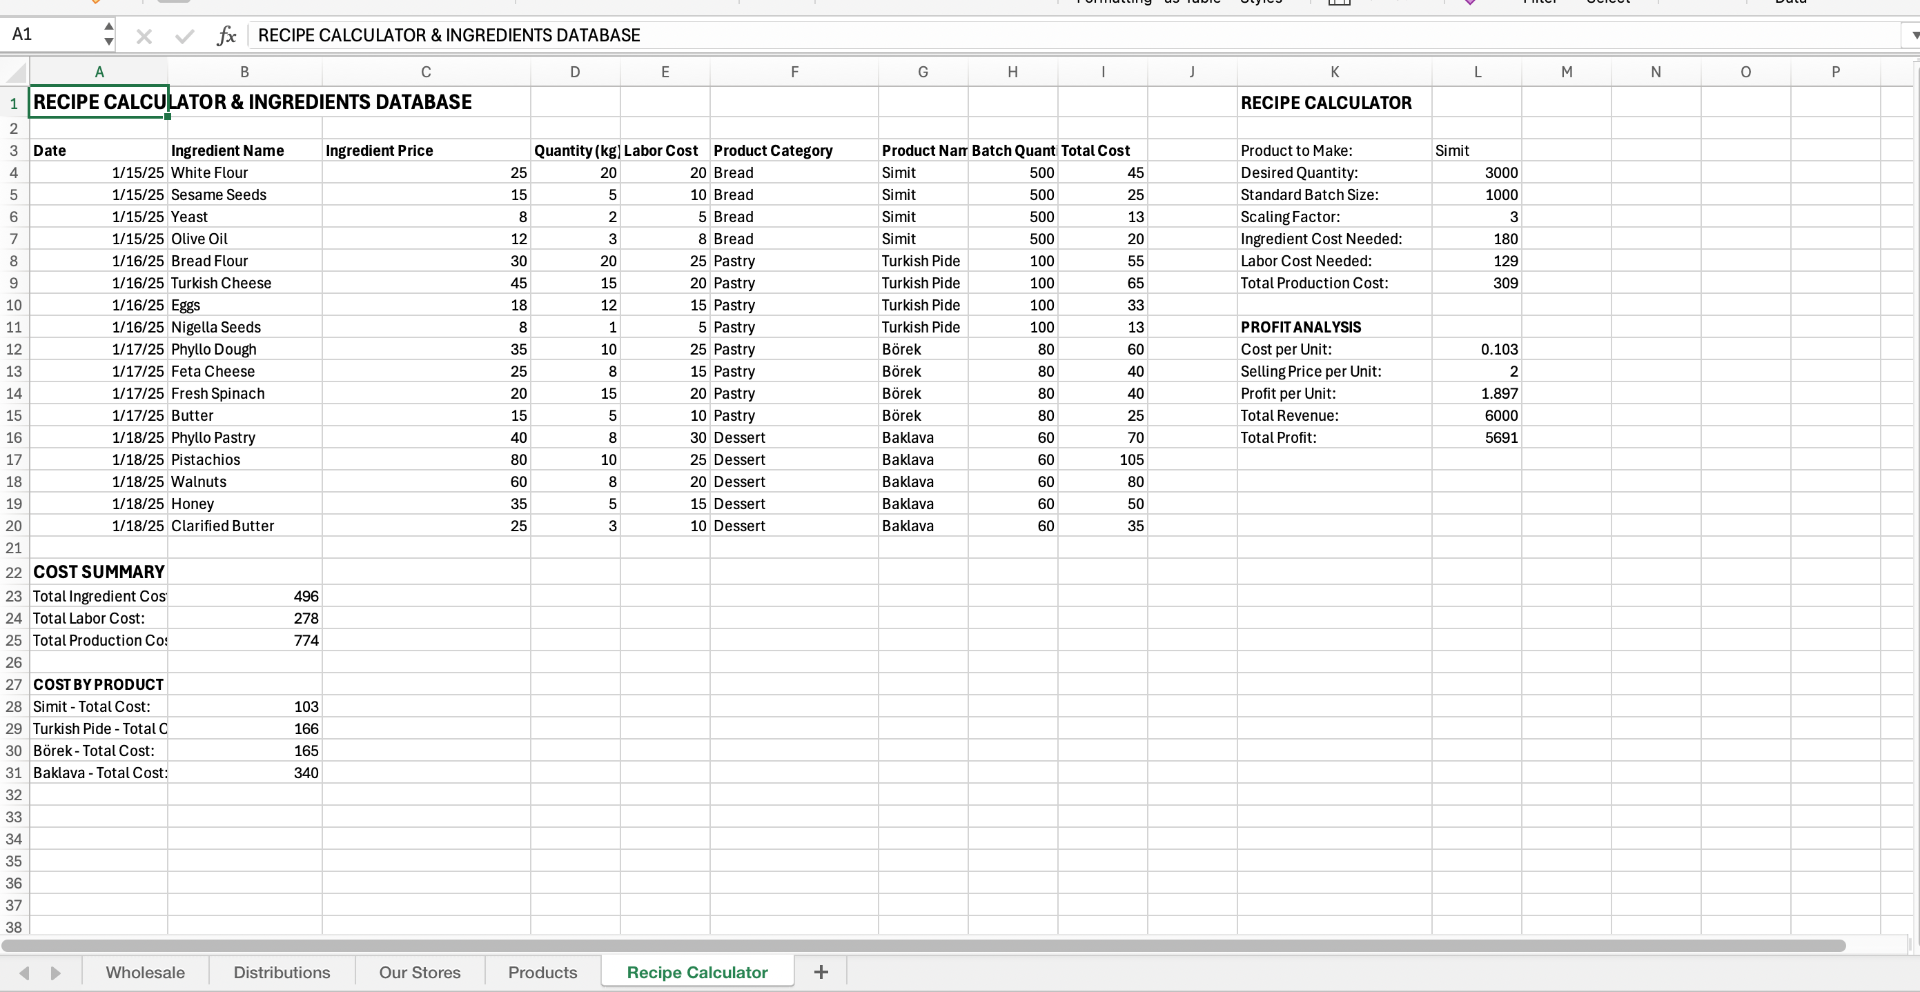 Formatting as Table Styles Filter Select Data
A1 fx RECIPE CALCULATOR & INGREDIENTS DATABASE
A B C D E F G H I J K L M N O P
1 RECIPE CALCULATOR & INGREDIENTS DATABASE RECIPE CALCULATOR
2
3 Date Ingredient Name Ingredient Price Quantity (kg) Labor Cost Product Category Product Nam Batch Quant Total Cost Product to Make: Simit
4 1/15/25 White Flour 25 20 20 Bread Simit 500 45 Desired Quantity: 3000
5 1/15/25 Sesame Seeds 15 5 10 Bread Simit 500 25 Standard Batch Size: 1000
6 1/15/25 Yeast 8 2 5 Bread Simit 500 13 Scaling Factor: 3
7 1/15/25 Olive Oil 12 3 8 Bread Simit 500 20 Ingredient Cost Needed: 180
8 1/16/25 Bread Flour 30 20 25 Pastry Turkish Pide 100 55 Labor Cost Needed: 129
9 1/16/25 Turkish Cheese 45 15 20 Pastry Turkish Pide 100 65 Total Production Cost: 309
10 1/16/25 Eggs 18 12 15 Pastry Turkish Pide 100 33
11 1/16/25 Nigella Seeds 8 1 5 Pastry Turkish Pide 100 13 PROFIT ANALYSIS
12 1/17/25 Phyllo Dough 35 10 25 Pastry Börek 80 60 Cost per Unit: 0.103
13 1/17/25 Feta Cheese 25 8 15 Pastry Börek 80 40 Selling Price per Unit: 2
14 1/17/25 Fresh Spinach 20 15 20 Pastry Börek 80 40 Profit per Unit: 1.897
15 1/17/25 Butter 15 5 10 Pastry Börek 80 25 Total Revenue: 6000
16 1/18/25 Phyllo Pastry 40 8 30 Dessert Baklava 60 70 Total Profit: 5691
17 1/18/25 Pistachios 80 10 25 Dessert Baklava 60 105
18 1/18/25 Walnuts 60 8 20 Dessert Baklava 60 80
19 1/18/25 Honey 35 5 15 Dessert Baklava 60 50
20 1/18/25 Clarified Butter 25 3 10 Dessert Baklava 60 35
21
22 COST SUMMARY
23 Total Ingredient Cos 496
24 Total Labor Cost: 278
25 Total Production Cos 774
26
27 COST BY PRODUCT
28 Simit - Total Cost: 103
29 Turkish Pide - Total C 166
30 Börek - Total Cost: 165
31 Baklava - Total Cost: 340
32
33
34
35
36
37
38
Wholesale Distributions Our Stores Products Recipe Calculator +